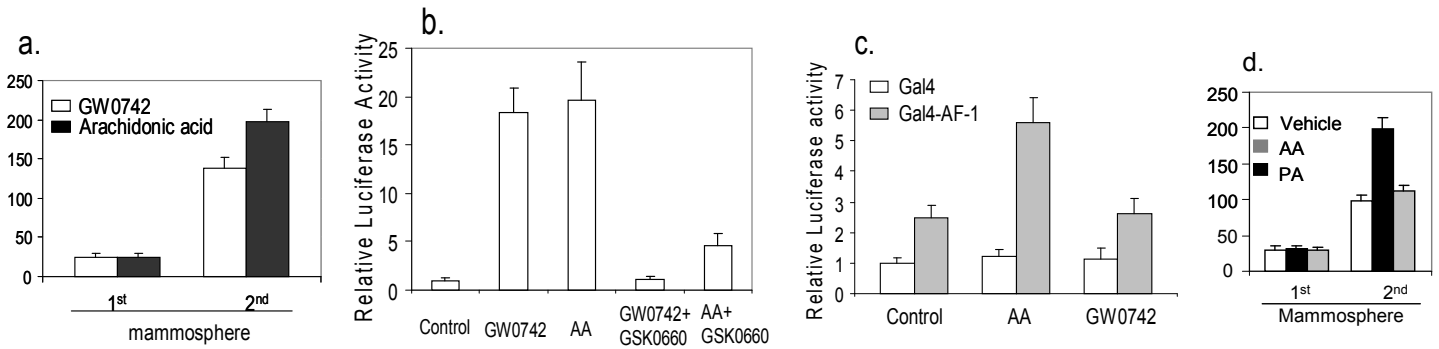 a.
250
200
150
100
50
0
GW0742
Arachidonic acid
1st
2nd
mammosphere
b.
Relative Luciferase Activity
25
20
15
10
5
0
Control
GW0742
AA
GW0742+
GSK0660
AA+
GSK0660
c.
Relative Luciferase activity
7
6
5
4
3
2
1
0
Gal4
Gal4-AF-1
Control
AA
GW0742
d.
250
200
150
100
50
0
Vehicle
AA
PA
1st
2nd
Mammosphere